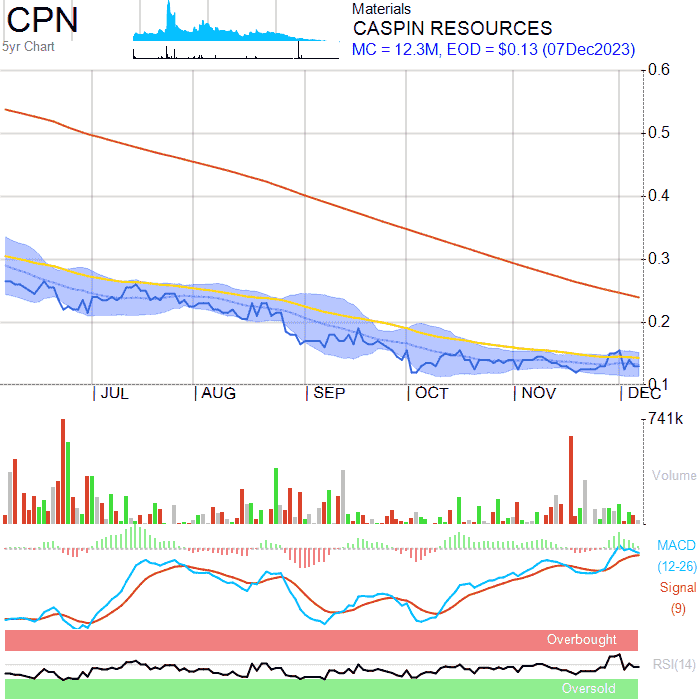 CPN
5yr Chart
Materials
CASPIN RESOURCES
MC = 12.3M, EOD = $0.13 (07Dec2023)
0.6
0.5
0.4
0.3
0.2
0.1
JUL AUG SEP OCT NOV DEC
741k
Volume
MACD
(12-26)
Signal
(9)
Overbought
RSI(14)
Oversold